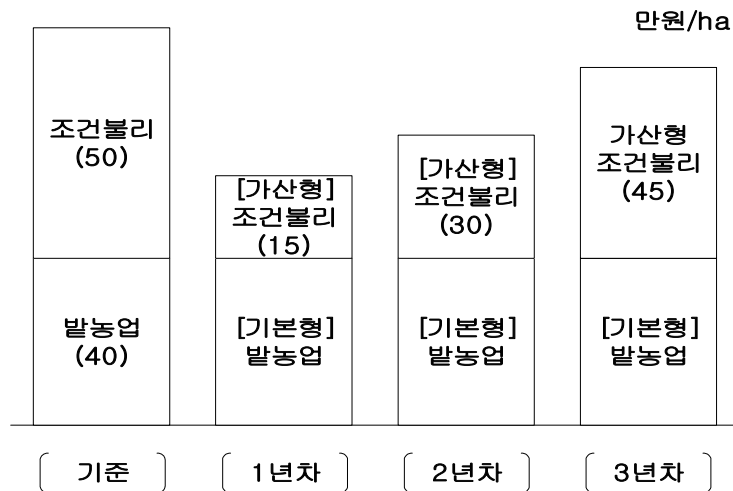 만원/ha
조건불리
(50)
밭농업
(40)
[가산형]
조건불리
(15)
[기본형]
밭농업
[가산형]
조건불리
(30)
[기본형]
밭농업
가산형
조건불리
(45)
[기본형]
밭농업
기준
1년차
2년차
3년차